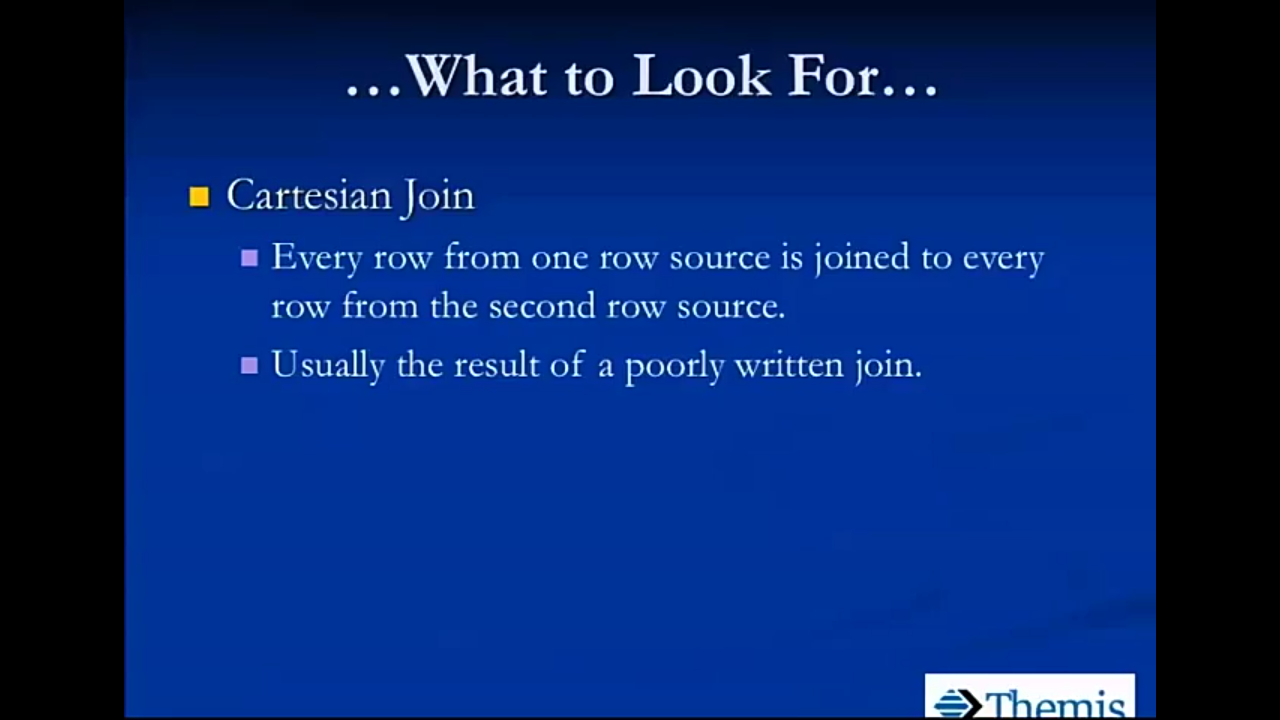 …What to Look For…
Cartesian Join
Every row from one row source is joined to every
row from the second row source.
Usually the result of a poorly written join.
Themis